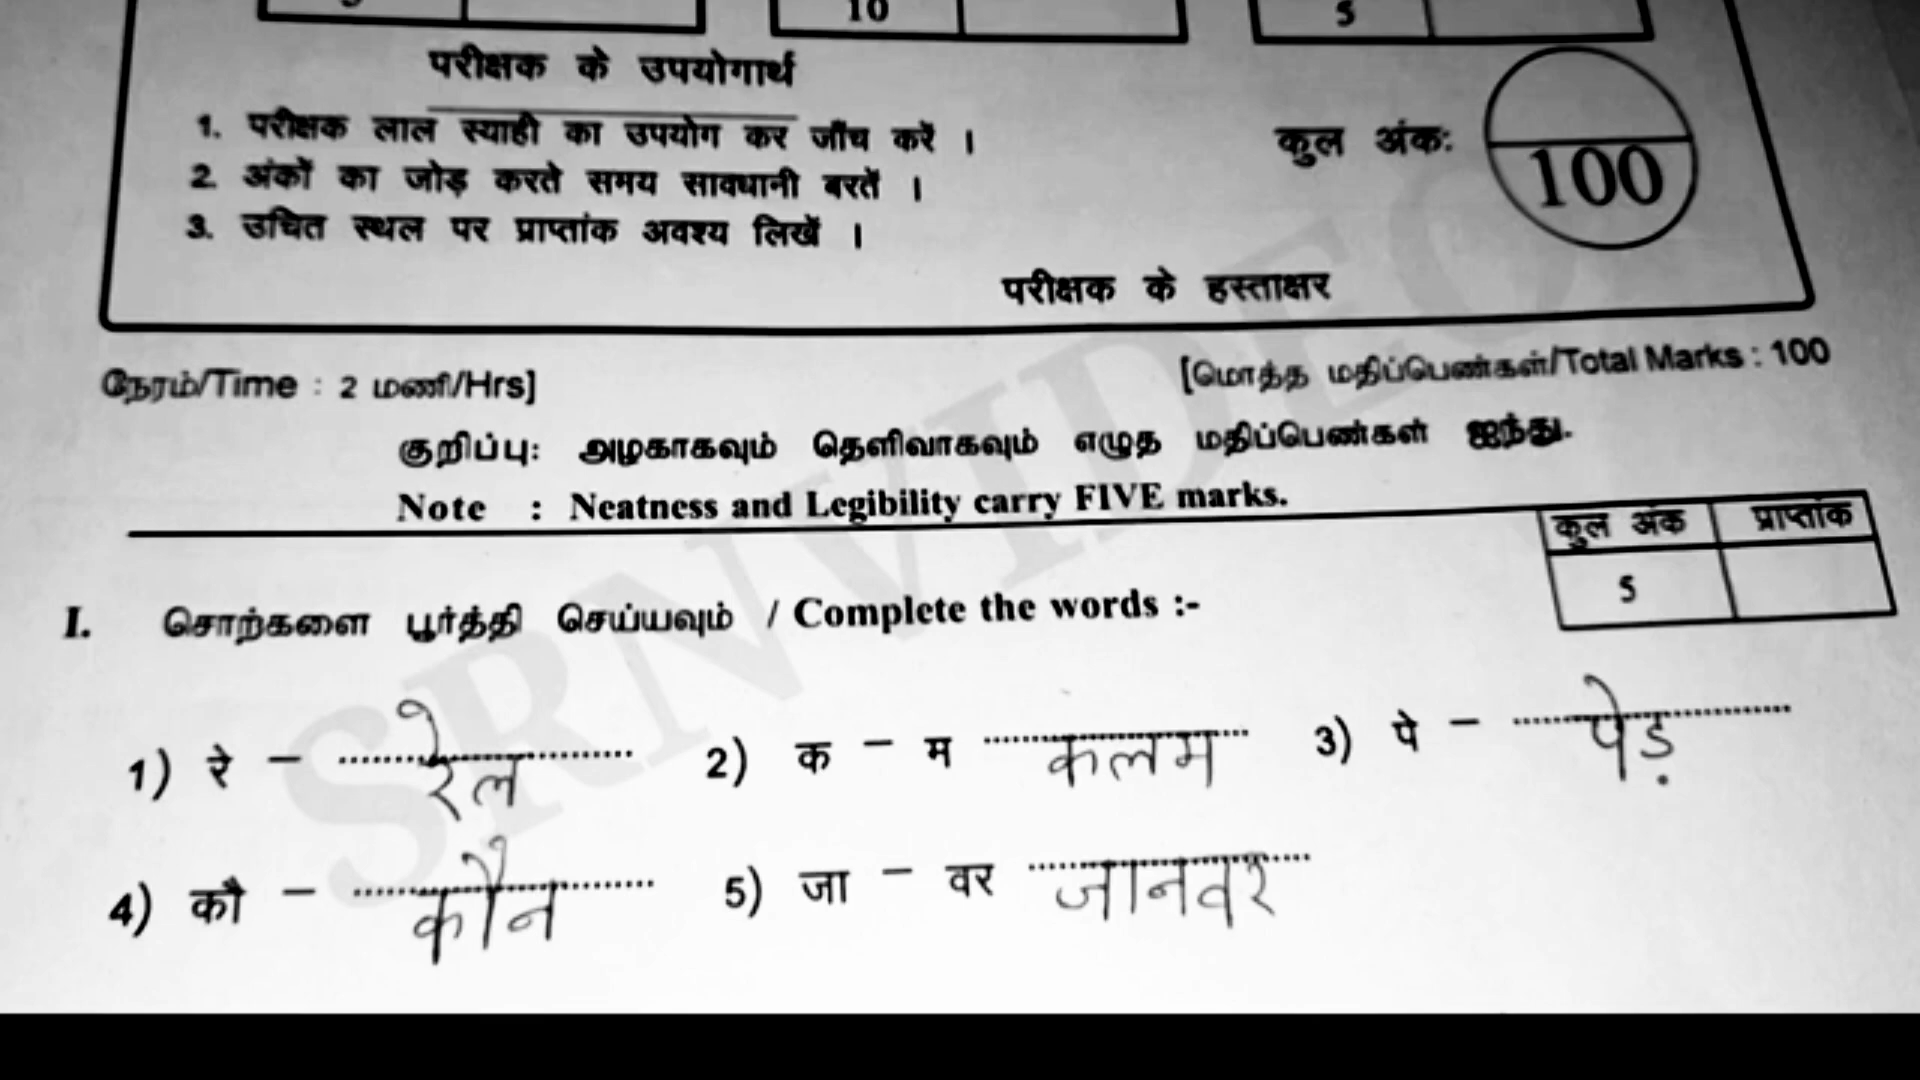 10 5
परीक्षक के उपयोगार्थ
1. परीक्षक लाल स्याही का उपयोग कर जाँच करें ।
2. अंकों का जोड़ करते समय सावधानी बरतें ।
3. उचित स्थल पर प्राप्तांक अवश्य लिखें ।
कुल अंक: 100
परीक्षक के हस्ताक्षर
நேரம்/Time : 2 மணி/Hrs] [மொத்த மதிப்பெண்கள்/Total Marks : 100
குறிப்பு: அழகாகவும் தெளிவாகவும் எழுத மதிப்பெண்கள் ஐந்து.
Note : Neatness and Legibility carry FIVE marks.
कुल अंक प्राप्तांक
5
I. சொற்களை பூர்த்தி செய்யவும் / Complete the words :-
1) रे – रेल 2) क – म कलम 3) पे – पेड़
4) कौ – कौन 5) जा – वर जानवर
SRNVIDEO